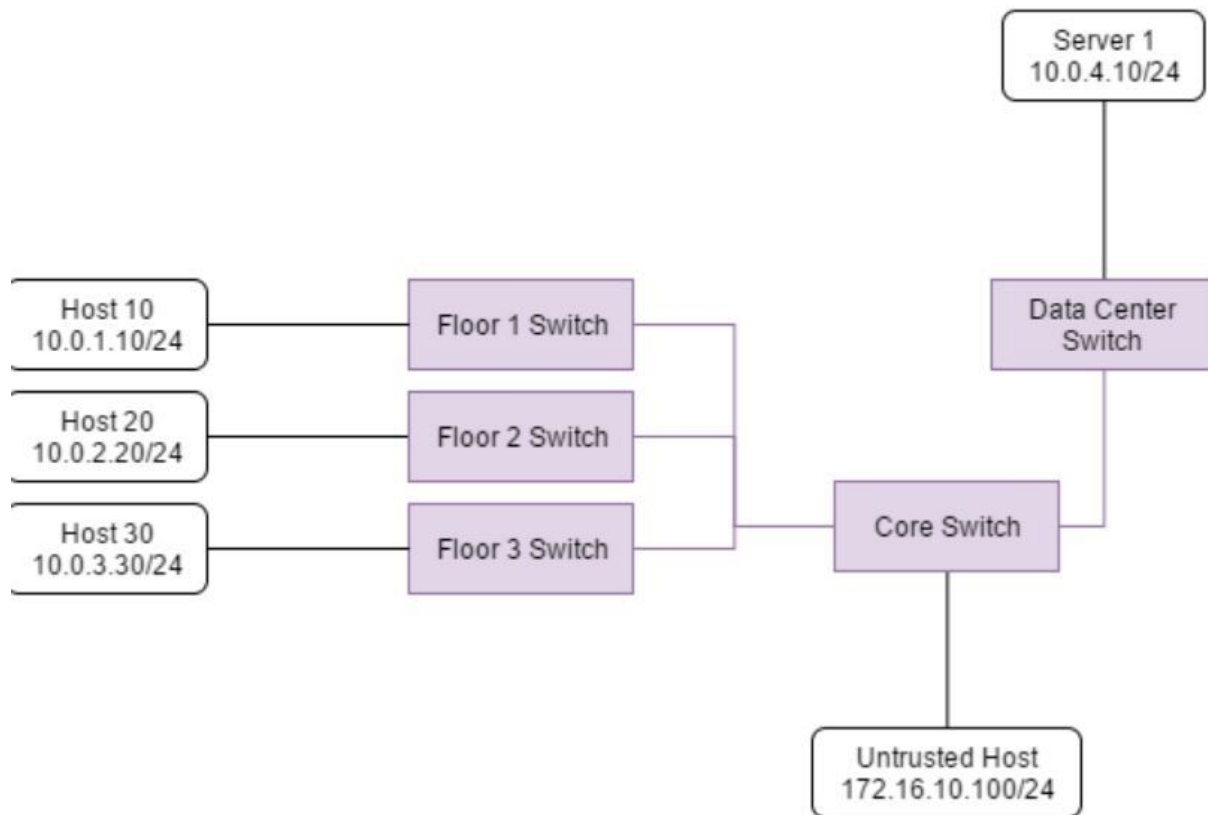 Server 1
10.0.4.10/24
Host 10
10.0.1.10/24
Floor 1 Switch
Data Center
Switch
Host 20
10.0.2.20/24
Floor 2 Switch
Host 30
10.0.3.30/24
Floor 3 Switch
Core Switch
Untrusted Host
172.16.10.100/24